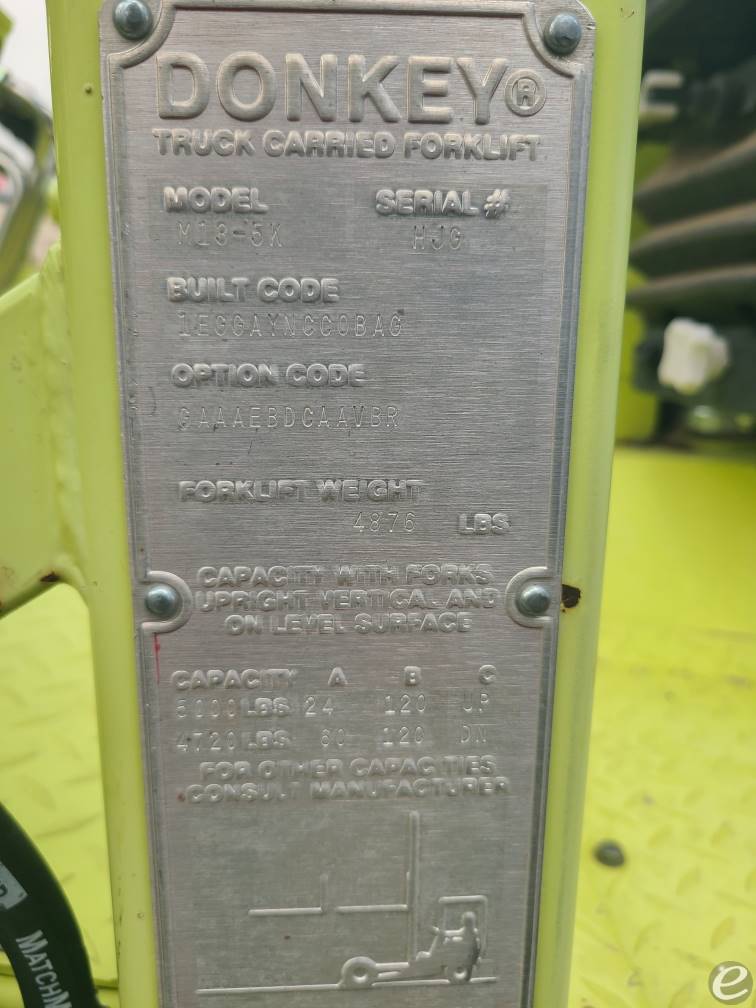 DONKEY®
TRUCK CARRIED FORKLIFT
MODEL SERIAL #
M13-5K HJG
BUILT CODE
1EGGAYNCC0BAG
OPTION CODE
GAAAEBDCAAVBR
FORKLIFT WEIGHT
4876 LBS
CAPACITY WITH FORKS
UPRIGHT VERTICAL AND
ON LEVEL SURFACE
CAPACITY A B C
5000 LBS 24 120 UP
4720 LBS 60 120 DN
FOR OTHER CAPACITIES
CONSULT MANUFACTURER
e